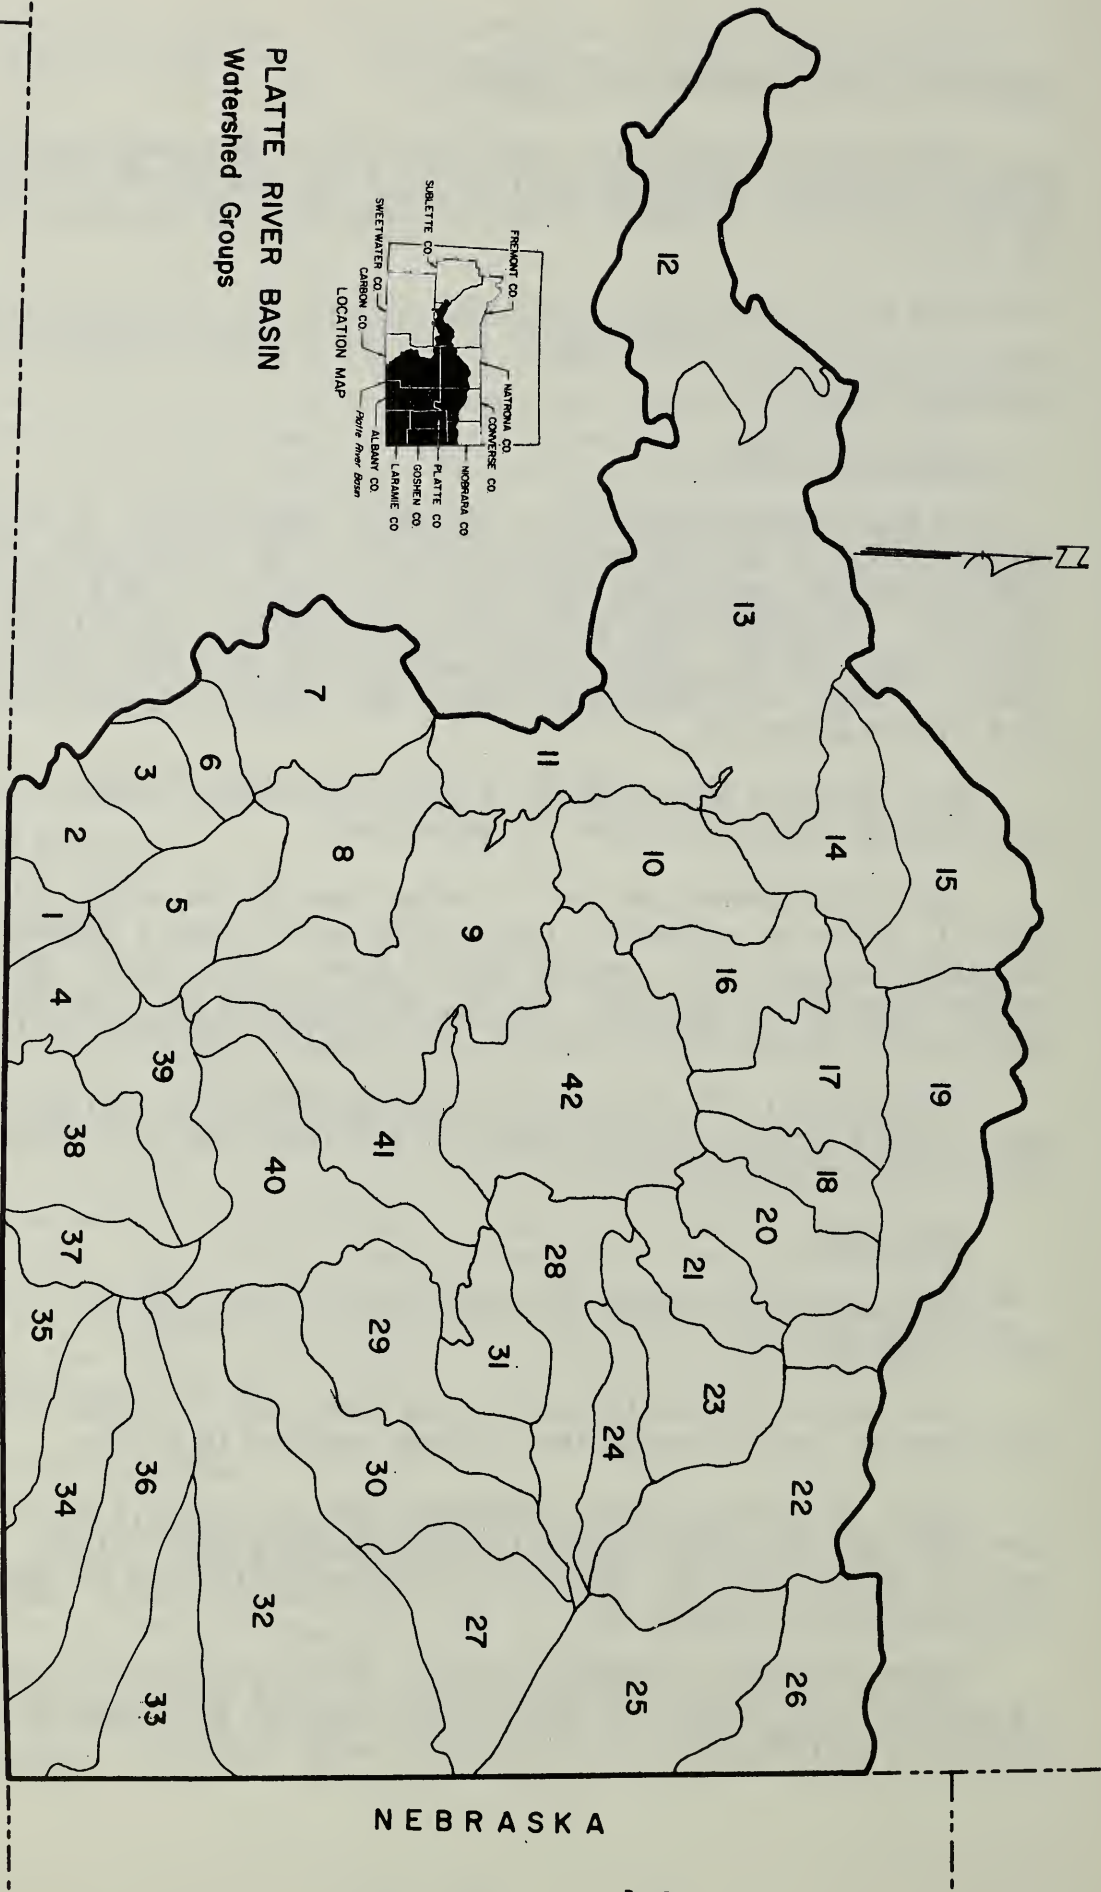 PLATTE RIVER BASIN
Watershed Groups
FREMONT CO.
SUBLETTE CO.
SWEETWATER CO.
CARBON CO.
LOCATION MAP
NATRONA CO.
CONVERSE CO.
NIOBRARA CO
PLATTE CO
GOSHEN CO.
LARAMIE CO
ALBANY CO.
Platte River Basin
N
12
13
7
11
6
3
2
8
14
15
10
5
1
9
16
4
39
42
17
19
38
41
40
18
20
37
28
21
35
29
31
23
24
34
36
30
22
32
27
33
25
26
NEBRASKA